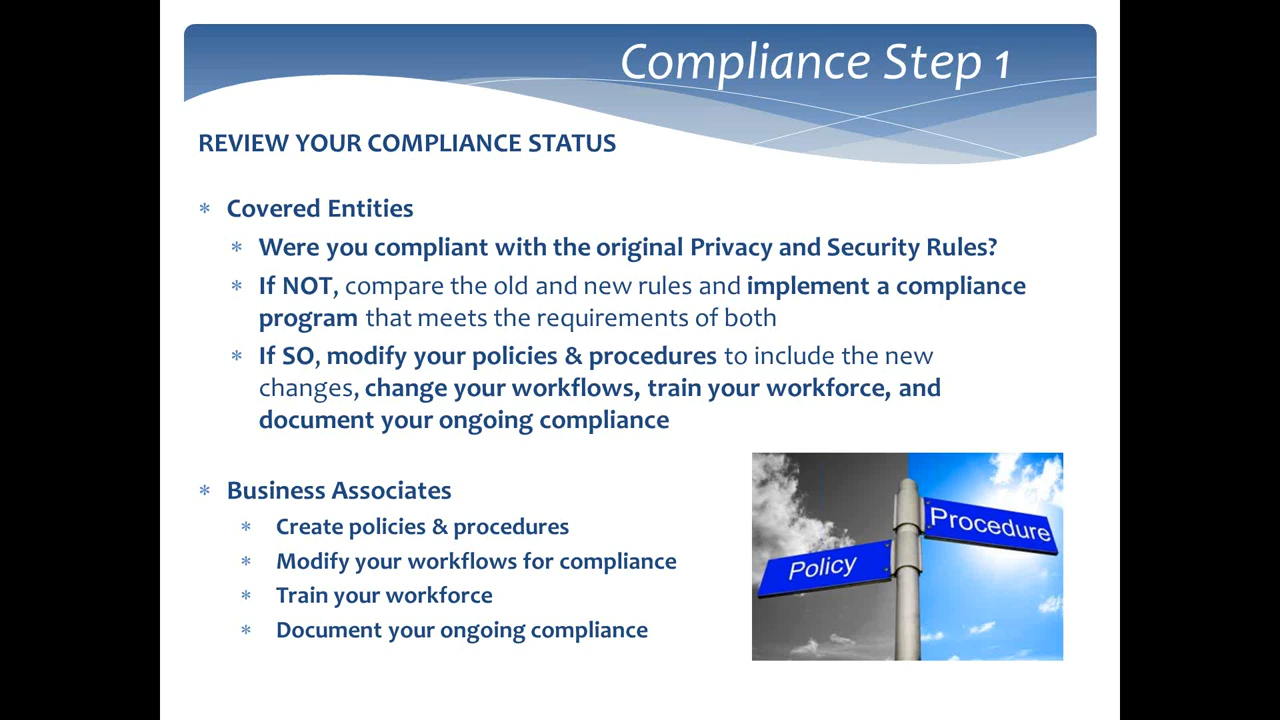 Compliance Step 1
REVIEW YOUR COMPLIANCE STATUS
* Covered Entities
* Were you compliant with the original Privacy and Security Rules?
* If NOT, compare the old and new rules and implement a compliance
program that meets the requirements of both
* If SO, modify your policies & procedures to include the new
changes, change your workflows, train your workforce, and
document your ongoing compliance
* Business Associates
* Create policies & procedures
* Modify your workflows for compliance
* Train your workforce
* Document your ongoing compliance
Procedure
Policy